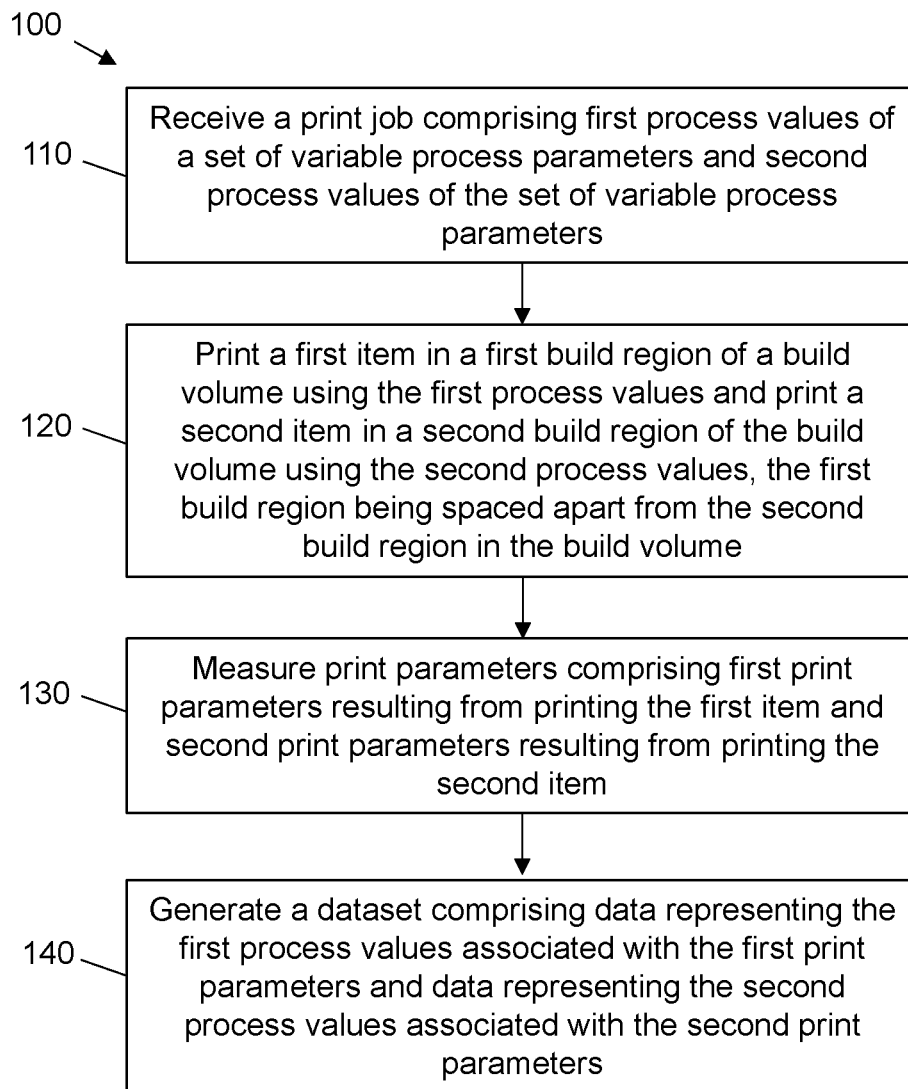 100
110
Receive a print job comprising first process values of
a set of variable process parameters and second
process values of the set of variable process
parameters
120
Print a first item in a first build region of a build
volume using the first process values and print a
second item in a second build region of the build
volume using the second process values, the first
build region being spaced apart from the second
build region in the build volume
130
Measure print parameters comprising first print
parameters resulting from printing the first item and
second print parameters resulting from printing the
second item
140
Generate a dataset comprising data representing the
first process values associated with the first print
parameters and data representing the second
process values associated with the second print
parameters